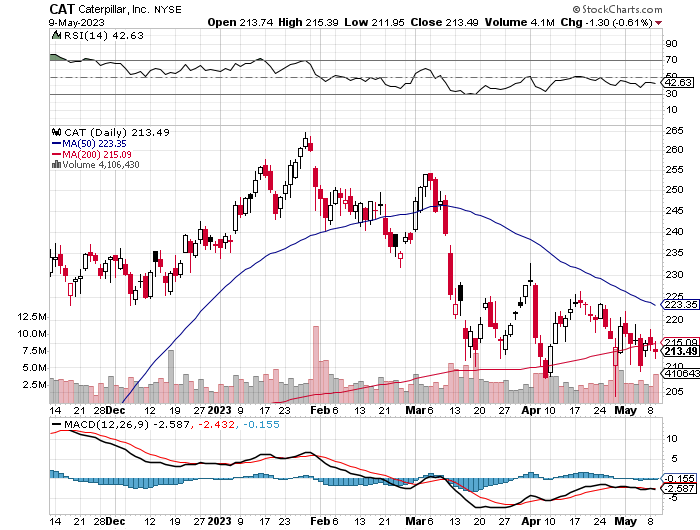 CAT Caterpillar, Inc. NYSE © StockCharts.com
9-May-2023 Open 213.74 High 215.39 Low 211.95 Close 213.49 Volume 4.1M Chg -1.30 (-0.61%)
RSI(14) 42.63
90
70
50
42.63
30
10
CAT (Daily) 213.49
MA(50) 223.35
MA(200) 215.09
Volume 4,106,430
265
260
255
250
245
240
235
230
225
223.35
220
215.09
213.49
210
410643
205
12.5M
10.0M
7.5M
5.0M
2.5M
14 21 28 Dec 12 19 27 2023 9 17 23 Feb 6 13 21 Mar 6 13 20 27 Apr 10 17 24 May 8
MACD(12,26,9) -2.587, -2.432, -0.155
10
5
-0.155
-2.587
-5
14 21 28 Dec 12 19 27 2023 9 17 23 Feb 6 13 21 Mar 6 13 20 27 Apr 10 17 24 May 8